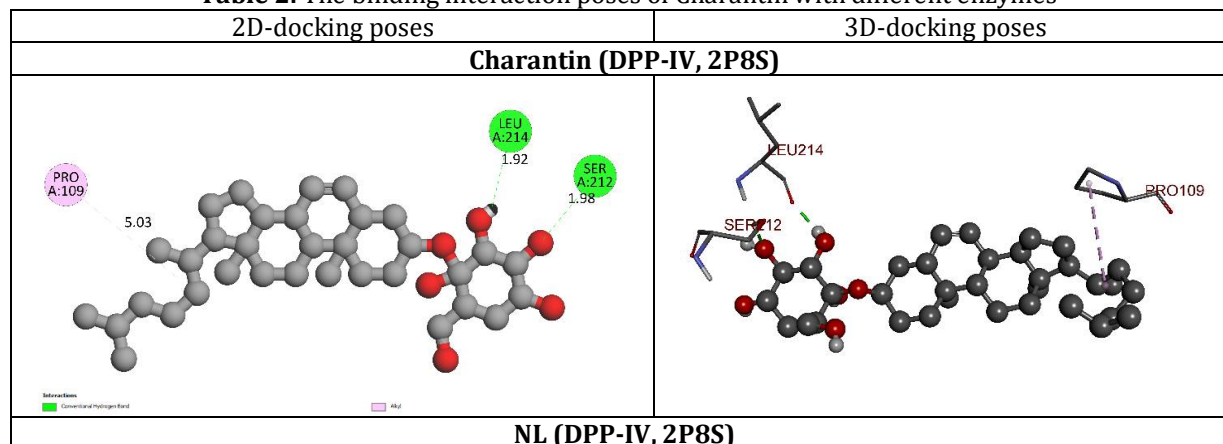 Table 2. The binding interaction poses of Charantin with different enzymes
2D-docking poses
3D-docking poses
Charantin (DPP-IV, 2P8S)
LEU
A:214
1.92
SER
A:212
1.98
PRO
A:109
5.03
Interactions
Conventional Hydrogen Bond
Alkyl
LEU214
SER212
PRO109
NL (DPP-IV, 2P8S)